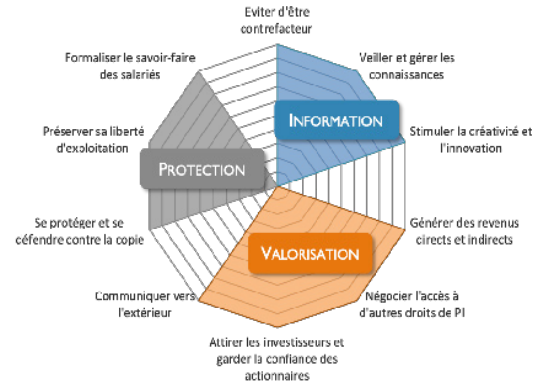 Eviter d'être
contrefacteur
Formaliser le savoir-faire
des salariés
Veiller et gérer les
connaissances
INFORMATION
Préserver sa liberté
d'exploitation
Stimuler la créativité et
l'innovation
PROTECTION
Se protéger et se
céfendre contre la copie
Générer des revenus
cirects et indirects
VALORISATION
Communiquer vers
l'extérieur
Négocier l'accès à
d'autres droits de PI
Attirer les investisseurs et
garder la confiance des
actionnaires